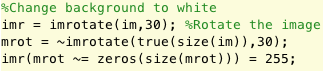 %Change background to white
imr = imrotate(im,30); %Rotate the image
mrot = ~imrotate(true(size(im)),30);
imr(mrot ~= zeros(size(mrot))) = 255;